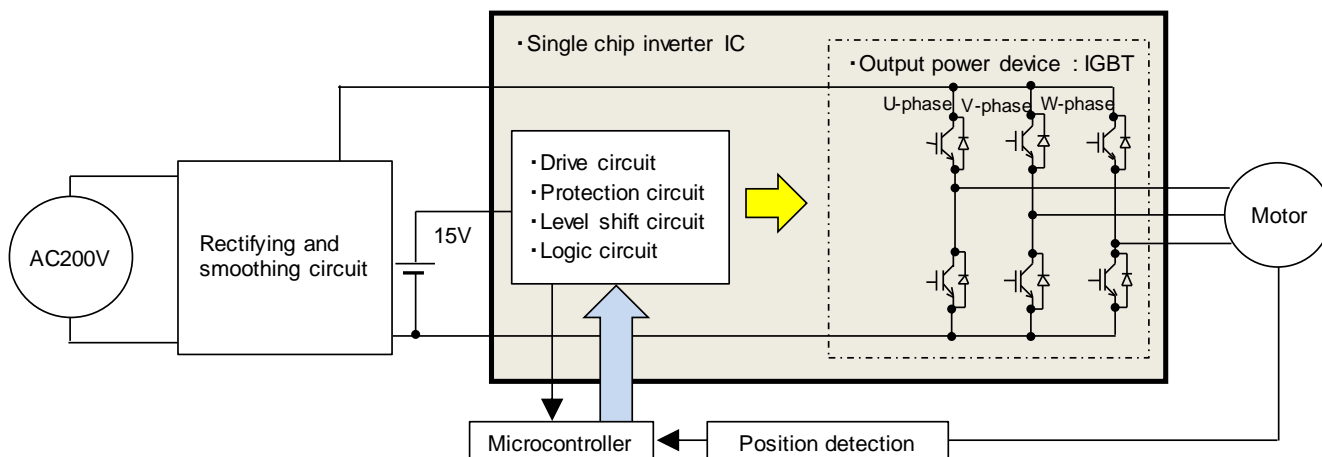 ・Single chip inverter IC
・Output power device : IGBT
U-phase V-phase W-phase
・Drive circuit
・Protection circuit
・Level shift circuit
・Logic circuit
15V
AC200V
Rectifying and
smoothing circuit
Motor
Microcontroller
Position detection